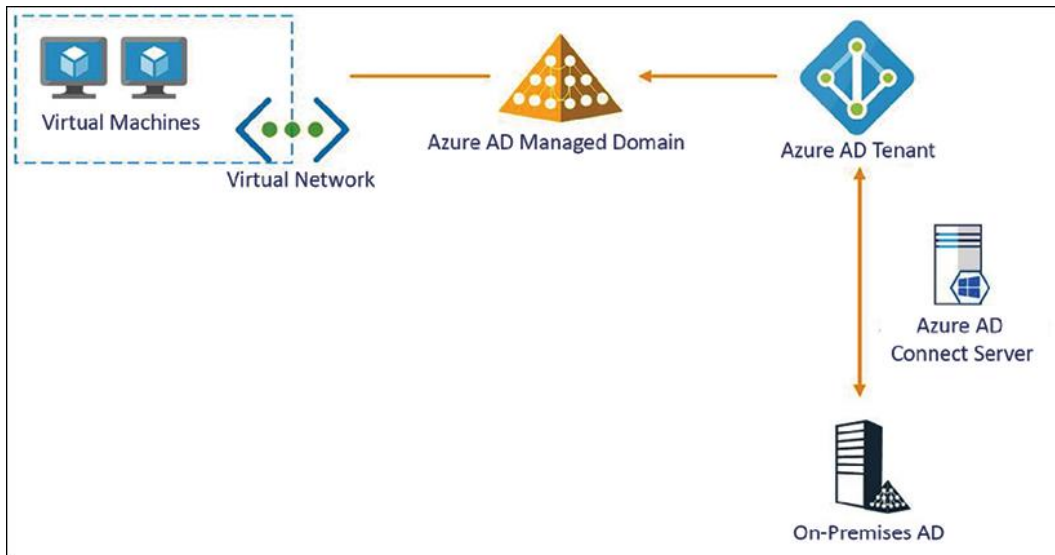 Virtual Machines
Virtual Network
Azure AD Managed Domain
Azure AD Tenant
Azure AD
Connect Server
On-Premises AD